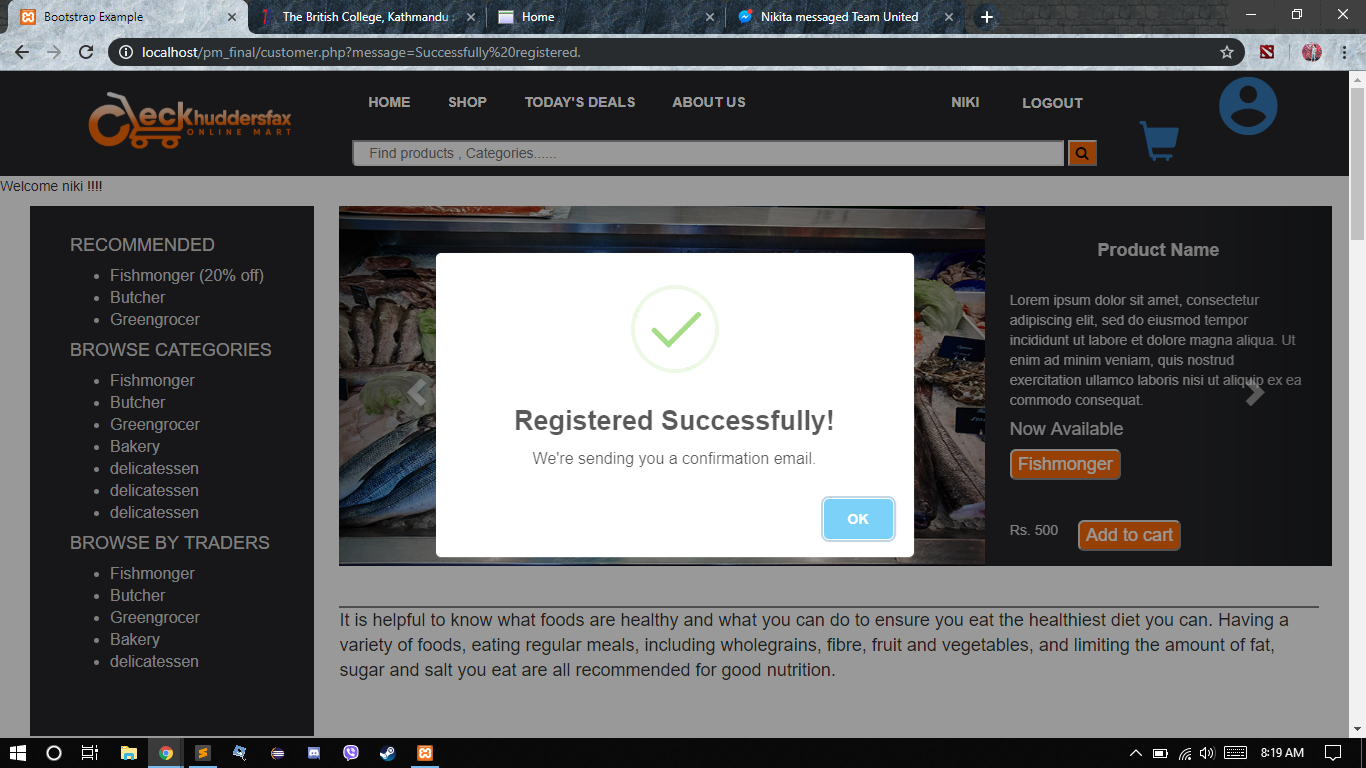 Bootstrap Example
The British College, Kathmandu
Home
Nikita messaged Team United
localhost/pm_final/customer.php?message=Successfully%20registered.
eckhuddersfax
ONLINE MART
HOME
SHOP
TODAY'S DEALS
ABOUT US
NIKI
LOGOUT
Find products , Categories......
Welcome niki !!!!
RECOMMENDED
Fishmonger (20% off)
Butcher
Greengrocer
BROWSE CATEGORIES
Fishmonger
Butcher
Greengrocer
Bakery
delicatessen
delicatessen
delicatessen
BROWSE BY TRADERS
Fishmonger
Butcher
Greengrocer
Bakery
delicatessen
Registered Successfully!
We're sending you a confirmation email.
OK
Product Name
Lorem ipsum dolor sit amet, consectetur
adipiscing elit, sed do eiusmod tempor
incididunt ut labore et dolore magna aliqua. Ut
enim ad minim veniam, quis nostrud
exercitation ullamco laboris nisi ut aliquip ex ea
commodo consequat.
Now Available
Fishmonger
Rs. 500
Add to cart
It is helpful to know what foods are healthy and what you can do to ensure you eat the healthiest diet you can. Having a
variety of foods, eating regular meals, including wholegrains, fibre, fruit and vegetables, and limiting the amount of fat,
sugar and salt you eat are all recommended for good nutrition.
8:19 AM